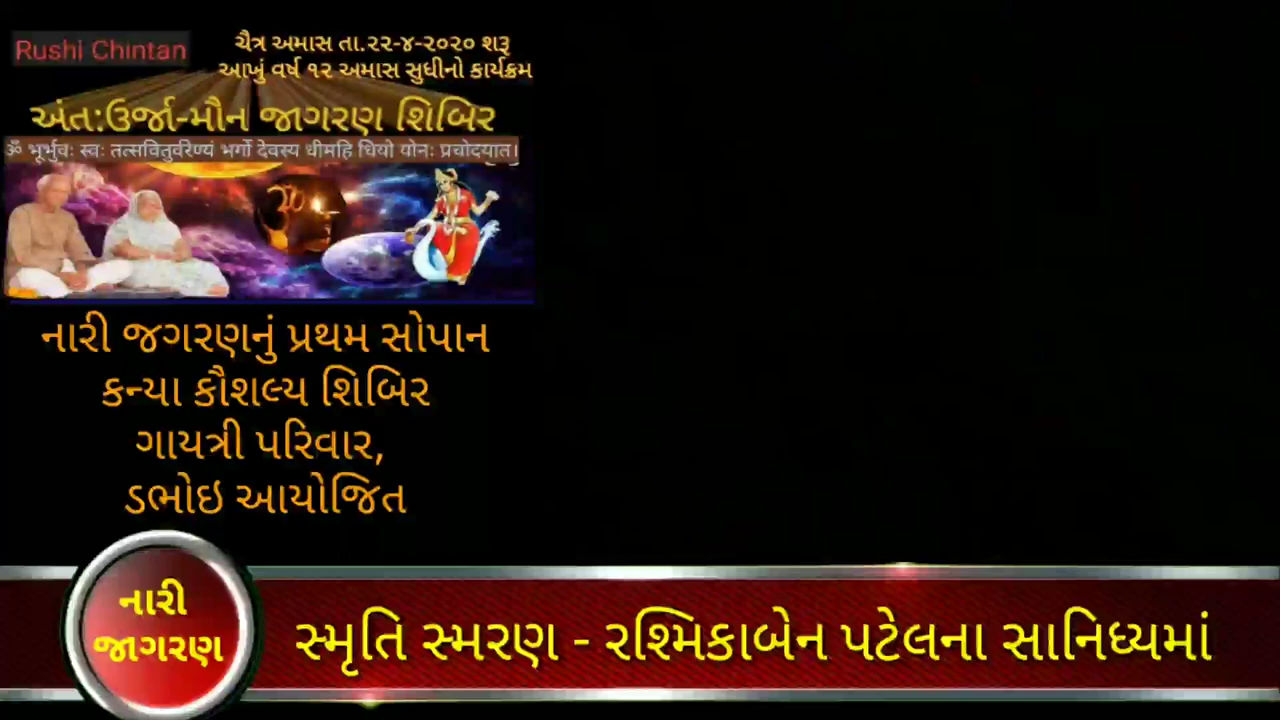 Rushi Chintan
ચૈત્ર અમાસ તા.૨૨-૪-૨૦૨૦ શરૂ
આખું વર્ષ ૧૨ અમાસ સુધીનો કાર્યક્રમ
અંત:ઉર્જા-મૌન જાગરણ શિબિર
ॐ भूर्भुवः स्वः तत्सवितुर्वरेण्यं भर्गो देवस्य धीमहि धियो योनः प्रचोदयात।
ॐ
નારી જગરણનું પ્રથમ સોપાન
કન્યા કૌશલ્ય શિબિર
ગાયત્રી પરિવાર,
ડભોઇ આયોજિત
નારી
જાગરણ
સ્મૃતિ સ્મરણ - રશ્મિકાબેન પટેલના સાનિધ્યમાં